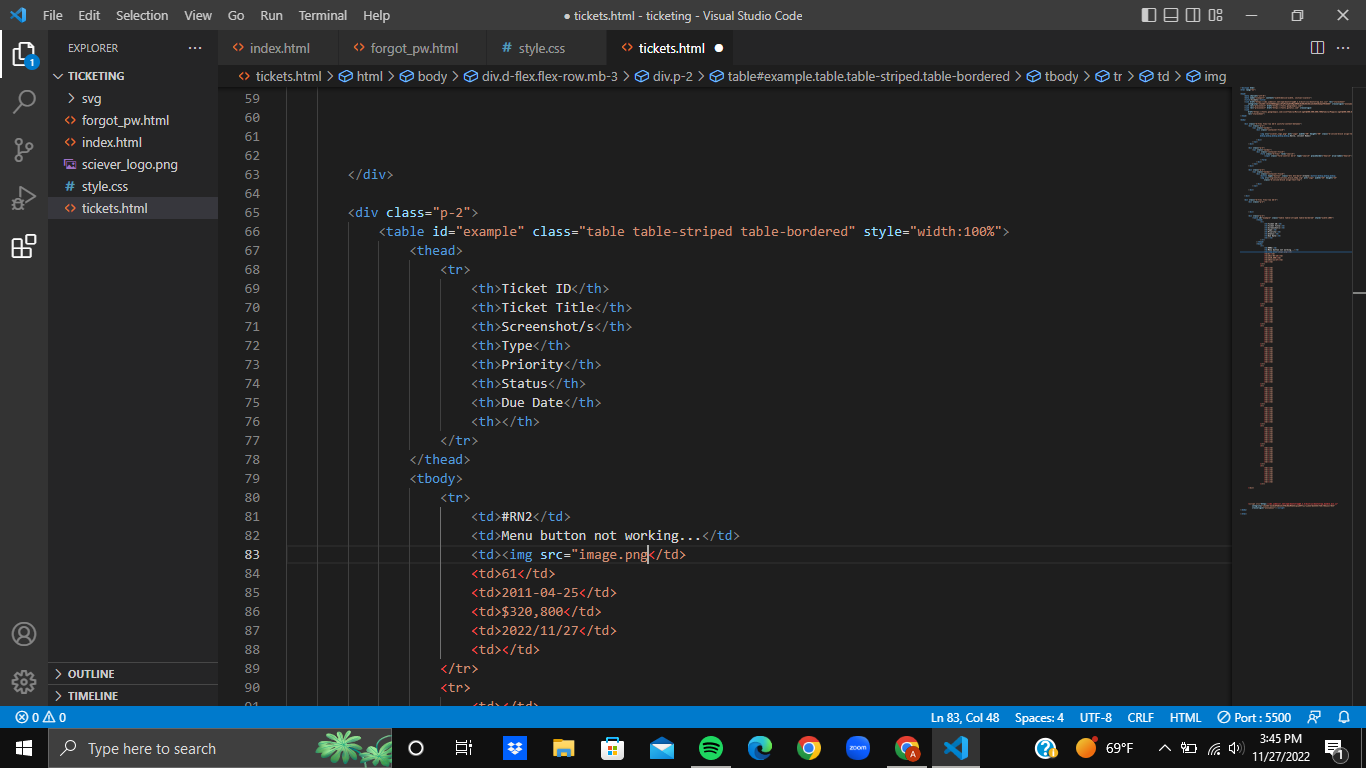 File Edit Selection View Go Run Terminal Help ● tickets.html - ticketing - Visual Studio Code
EXPLORER ···
index.html forgot_pw.html # style.css tickets.html ●
TICKETING
tickets.html > html > body > div.d-flex.flex-row.mb-3 > div.p-2 > table#example.table.table-striped.table-bordered > tbody > tr > td > img
svg
forgot_pw.html
index.html
sciever_logo.png
# style.css
tickets.html
1
59
60
61
62
63 </div>
64
65 <div class="p-2">
66 <table id="example" class="table table-striped table-bordered" style="width:100%">
67 <thead>
68 <tr>
69 <th>Ticket ID</th>
70 <th>Ticket Title</th>
71 <th>Screenshot/s</th>
72 <th>Type</th>
73 <th>Priority</th>
74 <th>Status</th>
75 <th>Due Date</th>
76 <th></th>
77 </tr>
78 </thead>
79 <tbody>
80 <tr>
81 <td>#RN2</td>
82 <td>Menu button not working...</td>
83 <td><img src="image.png</td>
84 <td>61</td>
85 <td>2011-04-25</td>
86 <td>$320,800</td>
87 <td>2022/11/27</td>
88 <td></td>
89 </tr>
90 <tr>
91 <td></td>
OUTLINE
TIMELINE
0 0 Ln 83, Col 48 Spaces: 4 UTF-8 CRLF HTML Port : 5500
Type here to search zoom A 69°F 3:45 PM
11/27/2022 1